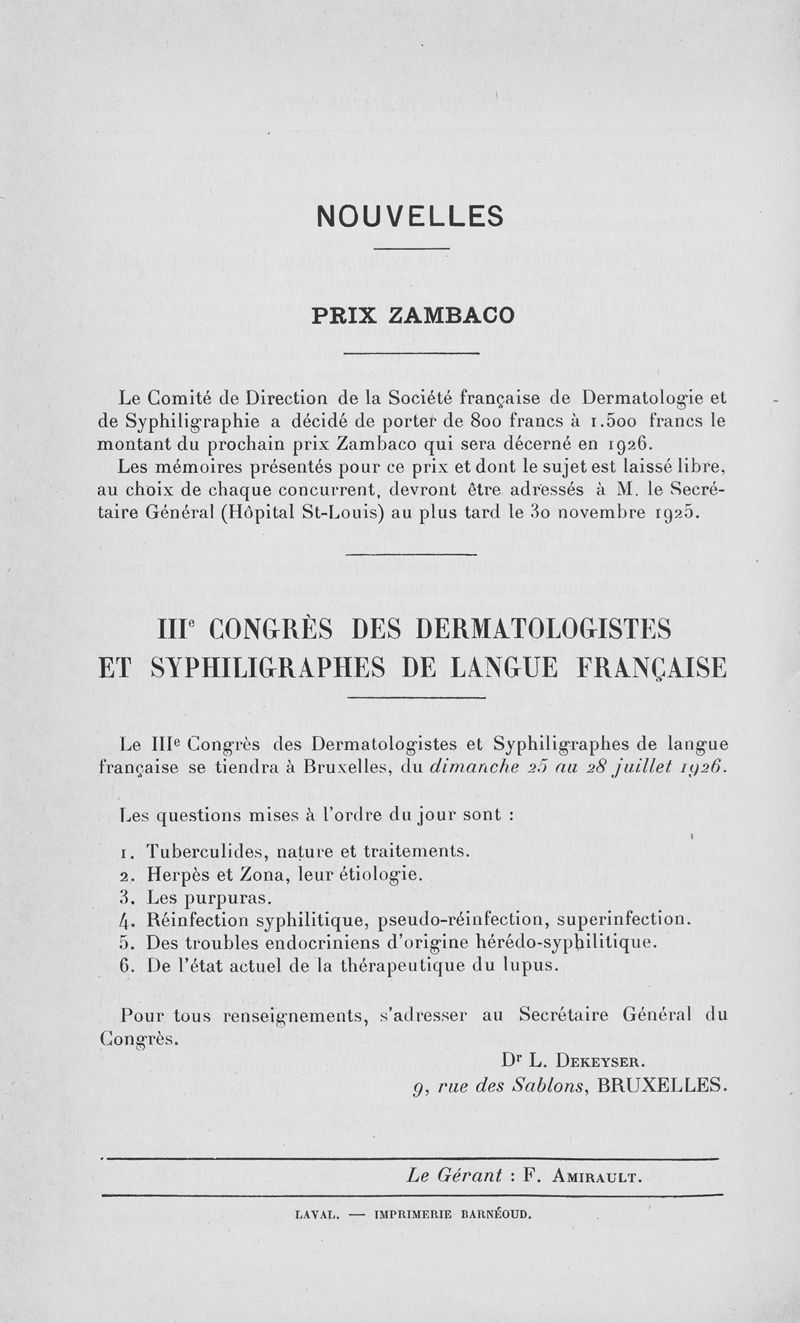 NOUVELLES
PRIX ZAMBACO
Le Comité de Direction de la Société française de Dermatologie et
de Syphiligraphie a décidé de porter de 800 francs à 1.500 francs le
montant du prochain prix Zambaco qui sera décerné en 1926.
Les mémoires présentés pour ce prix et dont le sujet est laissé libre,
au choix de chaque concurrent, devront être adressés à M. le Secré-
taire Général (Hôpital St-Louis) au plus tard le 30 novembre 1925.
IIIe CONGRÈS DES DERMATOLOGISTES
ET SYPHILIGRAPHES DE LANGUE FRANÇAISE
Le IIIe Congrès des Dermatologistes et Syphiligraphes de langue
française se tiendra à Bruxelles, du dimanche 25 au 28 juillet 1926.
Les questions mises à l'ordre du jour sont :
1. Tuberculides, nature et traitements.
2. Herpès et Zona, leur étiologie.
3. Les purpuras.
4. Réinfection syphilitique, pseudo-réinfection, superinfection.
5. Des troubles endocriniens d'origine hérédo-syphilitique.
6. De l'état actuel de la thérapeutique du lupus.
Pour tous renseignements, s'adresser au Secrétaire Général du
Congrès.
Dr L. DEKEYSER.
9, rue des Sablons, BRUXELLES.
Le Gérant : F. AMIRAULT.
LAVAL. — IMPRIMERIE BARNÉOUD.